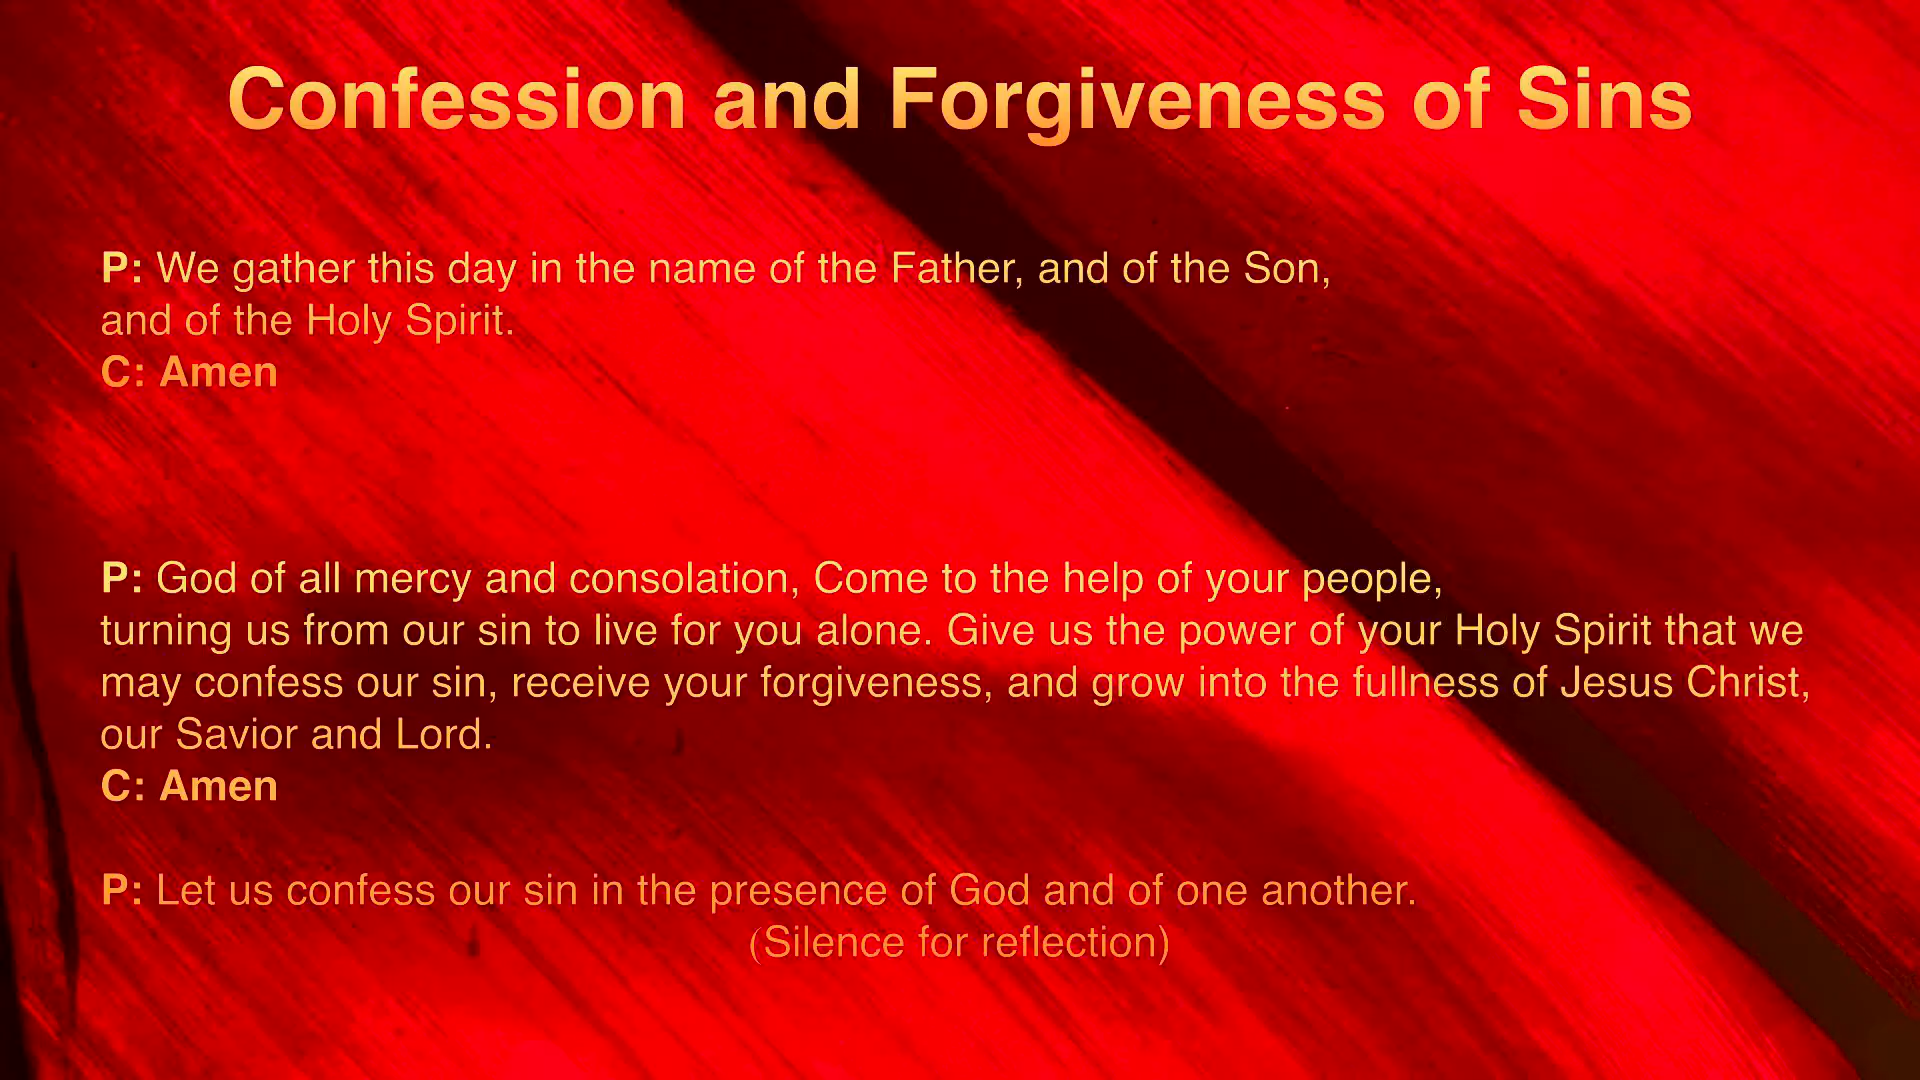 Confession and Forgiveness of Sins
P: We gather this day in the name of the Father, and of the Son,
and of the Holy Spirit.
C: Amen
P: God of all mercy and consolation, Come to the help of your people,
turning us from our sin to live for you alone. Give us the power of your Holy Spirit that we
may confess our sin, receive your forgiveness, and grow into the fullness of Jesus Christ,
our Savior and Lord.
C: Amen
P: Let us confess our sin in the presence of God and of one another.
(Silence for reflection)